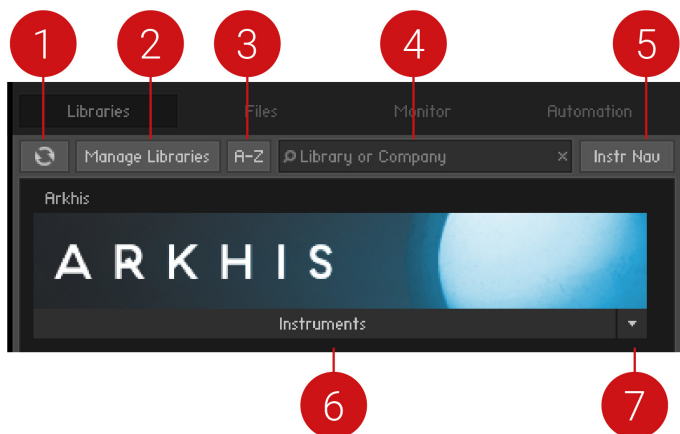 1 2 3 4 5
Libraries Files Monitor Automation
Manage Libraries A-Z Library or Company × Instr Nav
Arkhis
ARKHIS
Instruments
6 7